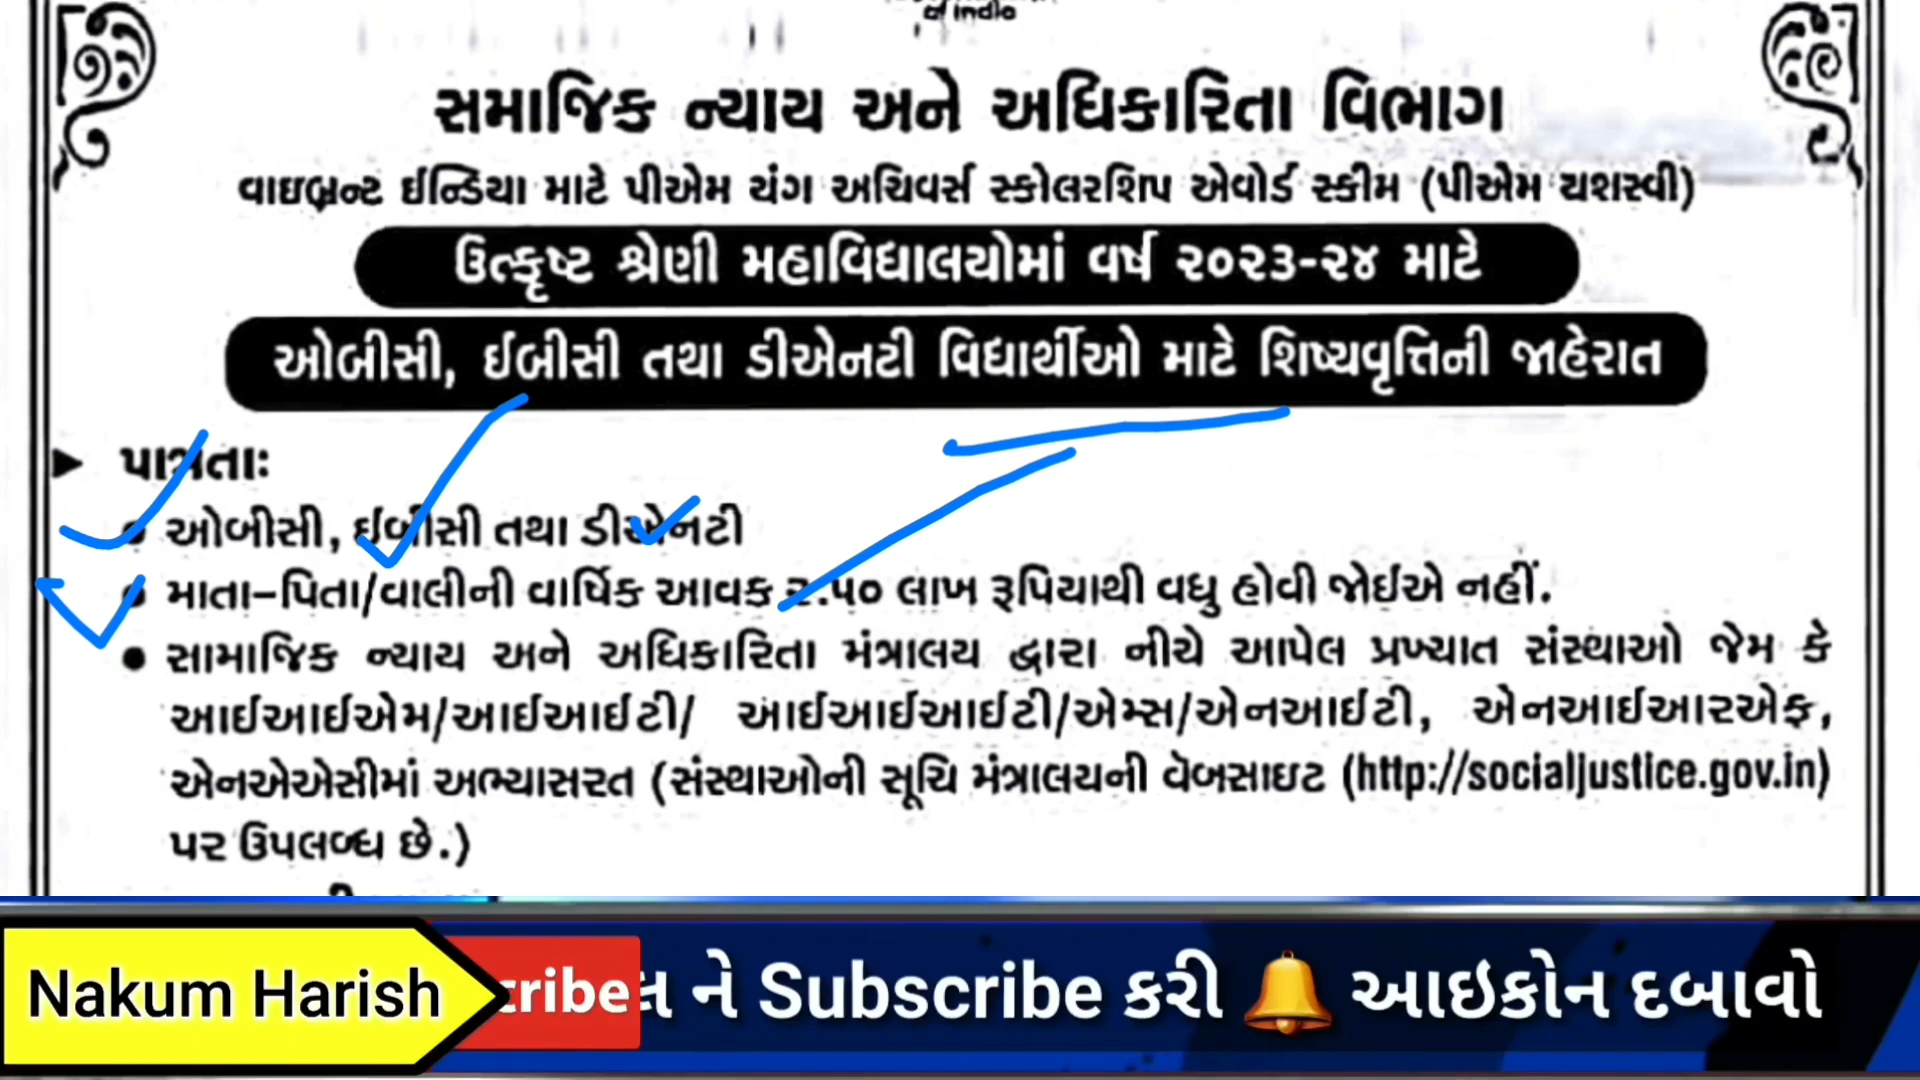 of India
સમાજિક ન્યાય અને અધિકારિતા વિભાગ
વાઇબ્રન્ટ ઈન્ડિયા માટે પીએમ યંગ અચિવર્સ સ્કોલરશિપ એવોર્ડ સ્કીમ (પીએમ યશસ્વી)
ઉત્કૃષ્ટ શ્રેણી મહાવિદ્યાલયોમાં વર્ષ ૨૦૨૩-૨૪ માટે
ઓબીસી, ઈબીસી તથા ડીએનટી વિદ્યાર્થીઓ માટે શિષ્યવૃત્તિની જાહેરાત
➤ પાત્રતાઃ
● ઓબીસી, ઈબીસી તથા ડીએનટી
● માતા–પિતા/વાલીની વાર્ષિક આવક ૨.૫૦ લાખ રૂપિયાથી વધુ હોવી જોઈએ નહીં.
● સામાજિક ન્યાય અને અધિકારિતા મંત્રાલય દ્વારા નીચે આપેલ પ્રખ્યાત સંસ્થાઓ જેમ કે
આઈઆઈએમ/આઈઆઈટી/ આઈઆઈઆઈટી/એમ્સ/એનઆઈટી, એનઆઈઆરએફ,
એનએએસીમાં અભ્યાસરત (સંસ્થાઓની સૂચિ મંત્રાલયની વૅબસાઇટ (http://socialjustice.gov.in)
પર ઉપલબ્ધ છે.)
Nakum Harish cribe લ ને Subscribe કરી 🔔 આઇકોન દબાવો